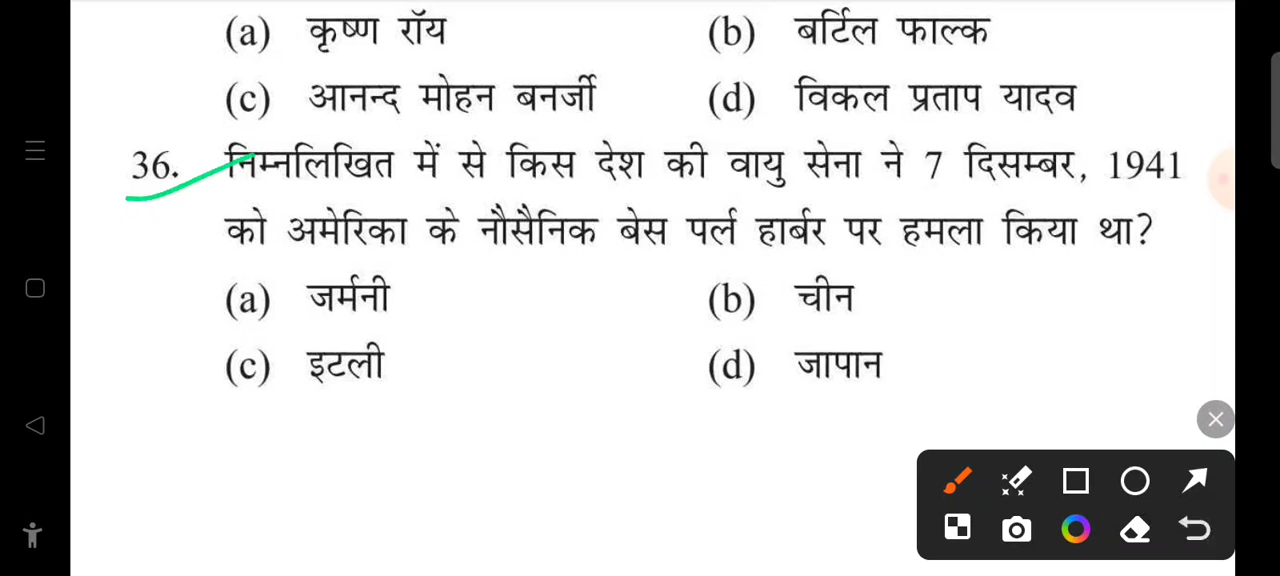 (a) कृष्ण रॉय (b) बर्टिल फाल्क
(c) आनन्द मोहन बनर्जी (d) विकल प्रताप यादव
36. निम्नलिखित में से किस देश की वायु सेना ने 7 दिसम्बर, 1941
को अमेरिका के नौसैनिक बेस पर्ल हार्बर पर हमला किया था?
(a) जर्मनी (b) चीन
(c) इटली (d) जापान